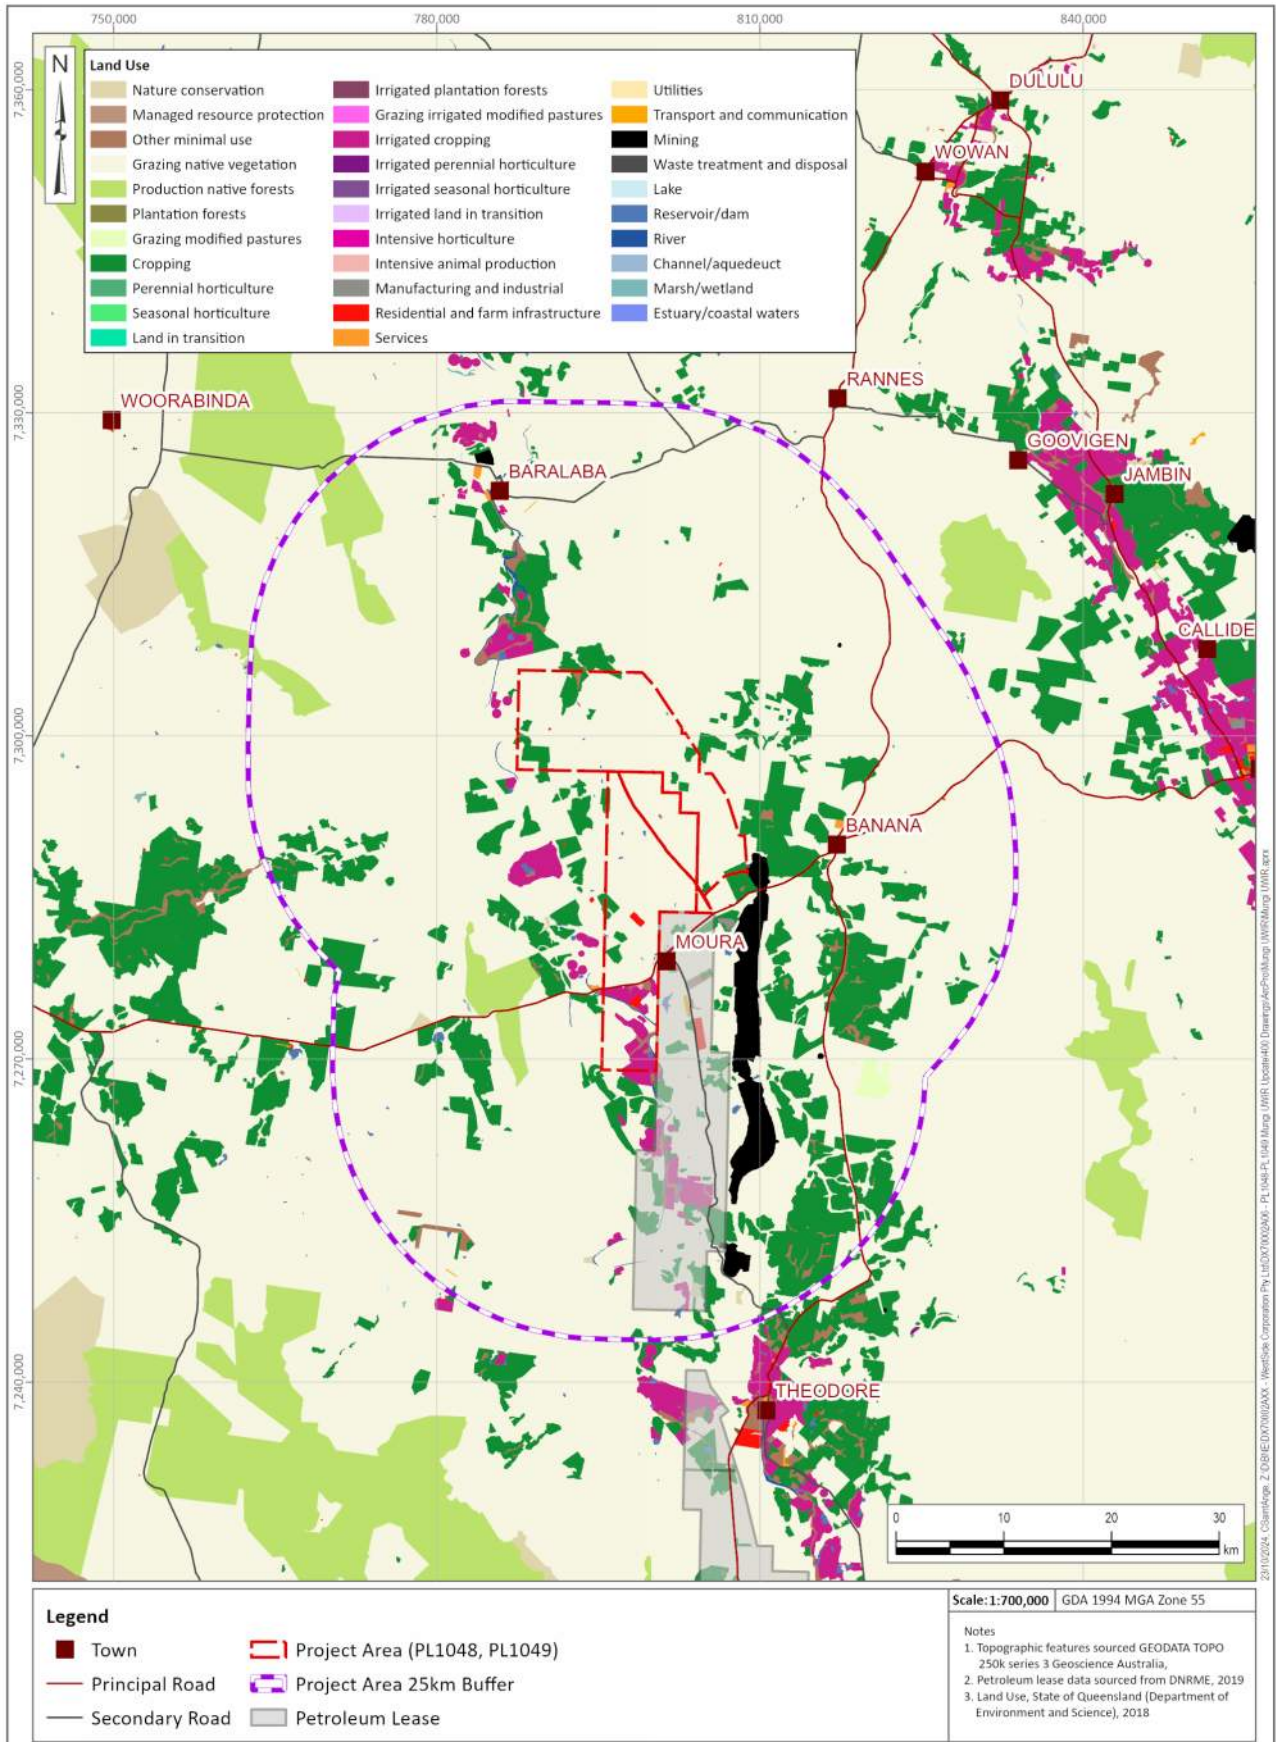 750,000
780,000
810,000
840,000
N
Land Use
Nature conservation
Managed resource protection
Other minimal use
Grazing native vegetation
Production native forests
Plantation forests
Grazing modified pastures
Cropping
Perennial horticulture
Seasonal horticulture
Land in transition
Irrigated plantation forests
Grazing irrigated modified pastures
Irrigated cropping
Irrigated perennial horticulture
Irrigated seasonal horticulture
Irrigated land in transition
Intensive horticulture
Intensive animal production
Manufacturing and industrial
Residential and farm infrastructure
Services
Utilities
Transport and communication
Mining
Waste treatment and disposal
Lake
Reservoir/dam
River
Channel/aquedeuct
Marsh/wetland
Estuary/coastal waters
7,360,000
7,330,000
7,300,000
7,270,000
7,240,000
DULULU
WOWAN
RANNES
WOORABINDA
GOOVIGEN
BARALABA
JAMBIN
CALLIDE
BANANA
MOURA
THEODORE
0 10 20 30
km
Legend
Town
Principal Road
Secondary Road
Project Area (PL1048, PL1049)
Project Area 25km Buffer
Petroleum Lease
Scale:1:700,000 GDA 1994 MGA Zone 55
Notes
1. Topographic features sourced GEODATA TOPO
250k series 3 Geoscience Australia,
2. Petroleum lease data sourced from DNRME, 2019
3. Land Use, State of Queensland (Department of
Environment and Science), 2018